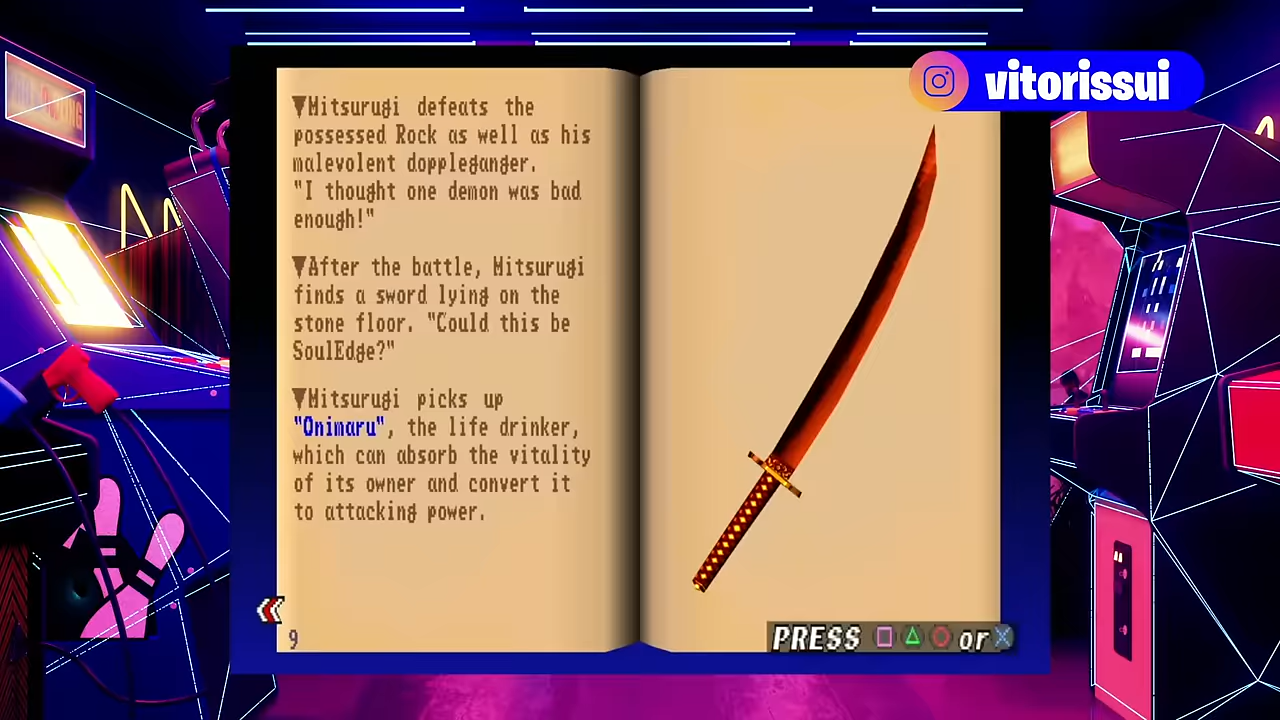 vitorissui
▼Mitsurugi defeats the
possessed Rock as well as his
malevolent doppleganger.
"I thought one demon was bad
enough!"
▼After the battle, Mitsurugi
finds a sword lying on the
stone floor. "Could this be
SoulEdge?"
▼Mitsurugi picks up
"Onimaru", the life drinker,
which can absorb the vitality
of its owner and convert it
to attacking power.
9
PRESS □ △ ○ or ✕